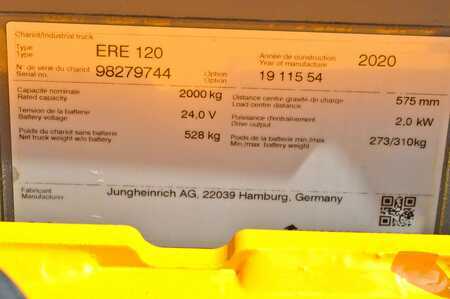 Chariot/Industrial truck
Type
Type
ERE 120
Année de construction
Year of manufacture
2020
N° de série du chariot
Serial no.
98279744
Option
Option
19 115 54
Capacité nominale
Rated capacity
2000 kg
Distance centre gravité de charge
Load centre distance
575 mm
Tension de la batterie
Battery voltage
24,0 V
Puissance d'entraînement
Drive output
2,0 kW
Poids du chariot sans batterie
Net truck weight w/o battery
528 kg
Poids de la batterie min./max
Min./max battery weight
273/310kg
Fabricant
Manufacturer
Jungheinrich AG, 22039 Hamburg, Germany